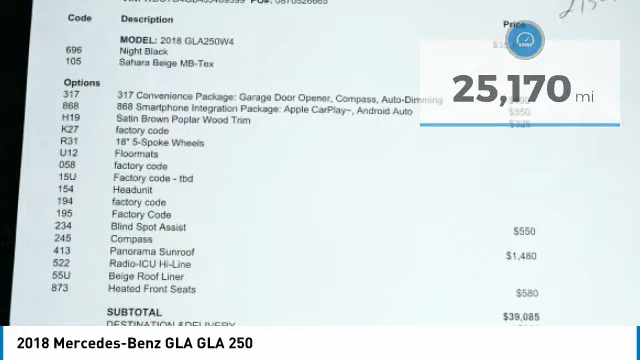 Code Description Price
MODEL: 2018 GLA250W4
696 Night Black
105 Sahara Beige MB-Tex
Options
317 317 Convenience Package: Garage Door Opener, Compass, Auto-Dimming
868 868 Smartphone Integration Package: Apple CarPlay~, Android Auto $350
H19 Satin Brown Poplar Wood Trim $325
K27 factory code
R31 18" 5-Spoke Wheels
U12 Floormats
058 factory code
15U Factory code - tbd
154 Headunit
194 factory code
195 Factory Code
234 Blind Spot Assist $550
245 Compass
413 Panorama Sunroof $1,480
522 Radio-ICU Hi-Line
55U Beige Roof Liner
873 Heated Front Seats $580
SUBTOTAL $39,085
DESTINATION & DELIVERY
25,170 mi
2018 Mercedes-Benz GLA GLA 250